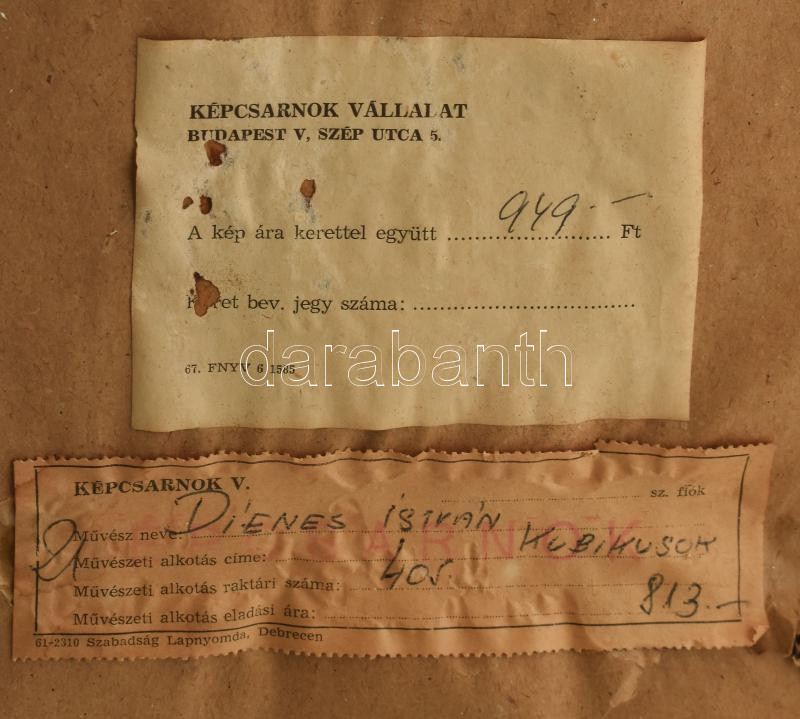 KÉPCSARNOK VÁLLALAT
BUDAPEST V, SZÉP UTCA 5.
A kép ára kerettel együtt 949.— Ft
Keret bev. jegy száma:
67. FNYV 6 1585
darabanth
KÉPCSARNOK V.
sz. fiók
Művész neve: DIENES ISTVÁN
Művészeti alkotás címe: KUBIKUSOK
Művészeti alkotás raktári száma: 405.
Művészeti alkotás eladási ára: 813.—
61-2310 Szabadság Lapnyomda, Debrecen